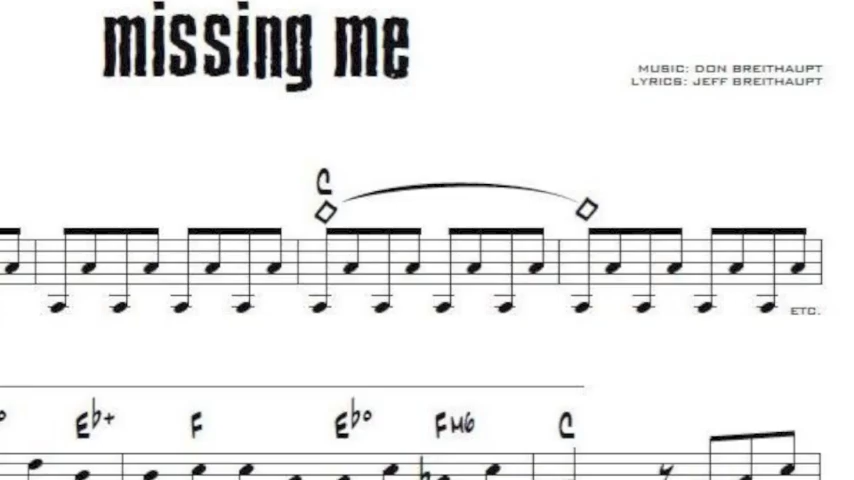 missing me
MUSIC: DON BREITHAUPT
LYRICS: JEFF BREITHAUPT
C
ETC.
Eb+ F Ebo FM6 C